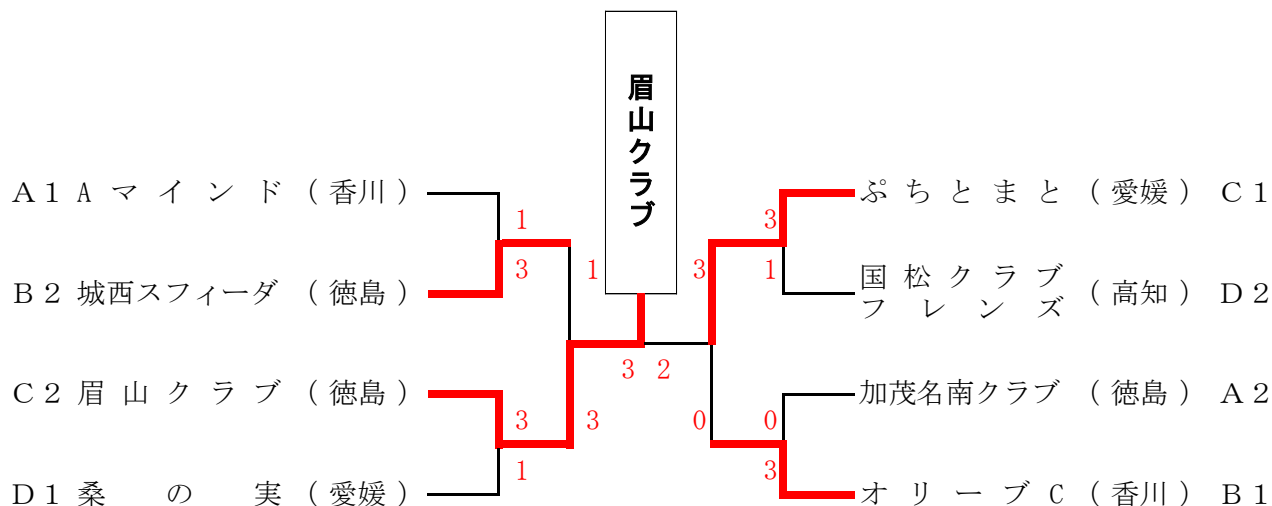 眉山クラブ
A1 Aマインド(香川)
ぷちとまと(愛媛) C1
1
3
3
1
3
1
B2 城西スフィーダ(徳島)
国松クラブ
フレンズ
(高知) D2
3 2
C2 眉山クラブ(徳島)
加茂名南クラブ(徳島) A2
3
3
0
0
1
3
D1 桑の実(愛媛)
オリーブC(香川) B1